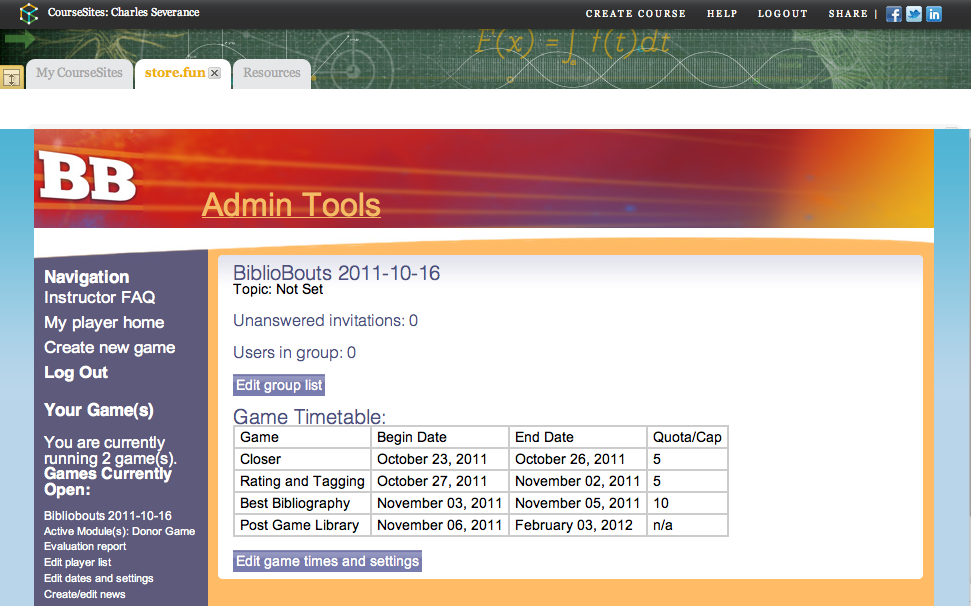 CourseSites: Charles Severance
CREATE COURSE HELP LOGOUT SHARE |
F(x) = ∫ f(t)dt
My CourseSites store.fun Resources
BB
Admin Tools
Navigation
Instructor FAQ
My player home
Create new game
Log Out
Your Game(s)
You are currently
running 2 game(s).
Games Currently
Open:
Bibliobouts 2011-10-16
Active Module(s): Donor Game
Evaluation report
Edit player list
Edit dates and settings
Create/edit news
BiblioBouts 2011-10-16
Topic: Not Set
Unanswered invitations: 0
Users in group: 0
Edit group list
Game Timetable:
Game Begin Date End Date Quota/Cap
Closer October 23, 2011 October 26, 2011 5
Rating and Tagging October 27, 2011 November 02, 2011 5
Best Bibliography November 03, 2011 November 05, 2011 10
Post Game Library November 06, 2011 February 03, 2012 n/a
Edit game times and settings